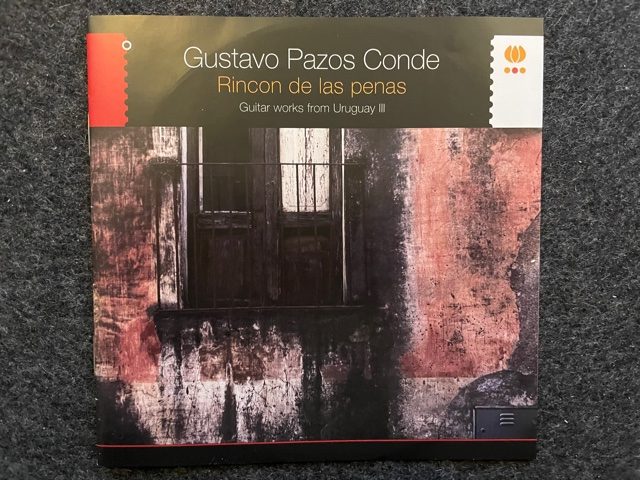 Gustavo Pazos Conde
Rincon de las penas
Guitar works from Uruguay III